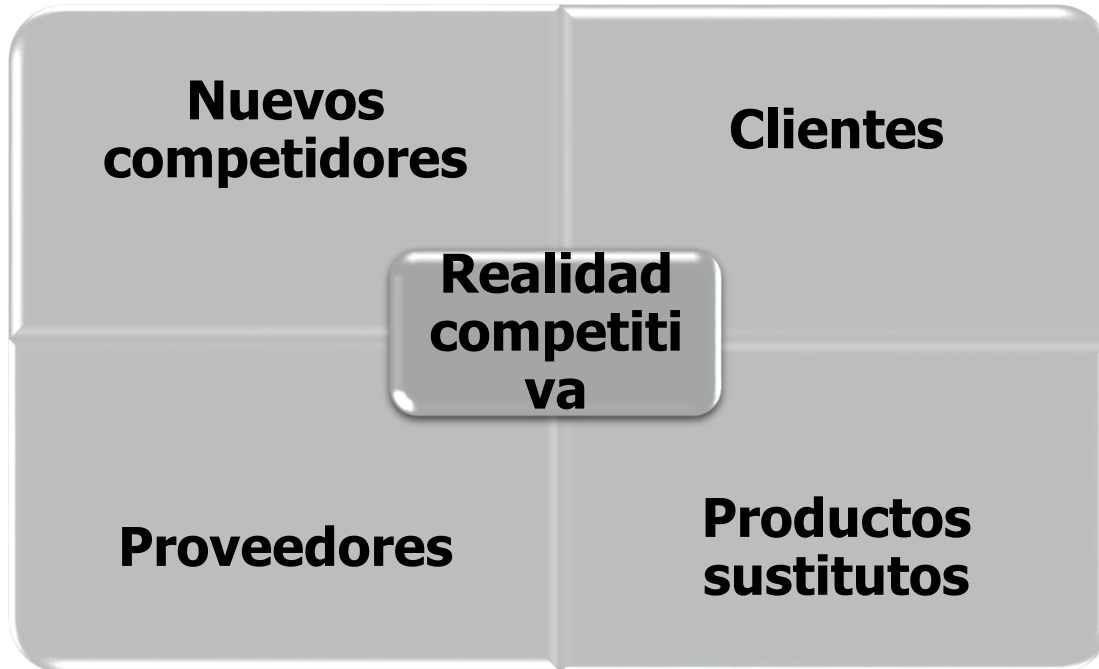 Nuevos
competidores
Clientes
Realidad
competiti
va
Proveedores
Productos
sustitutos